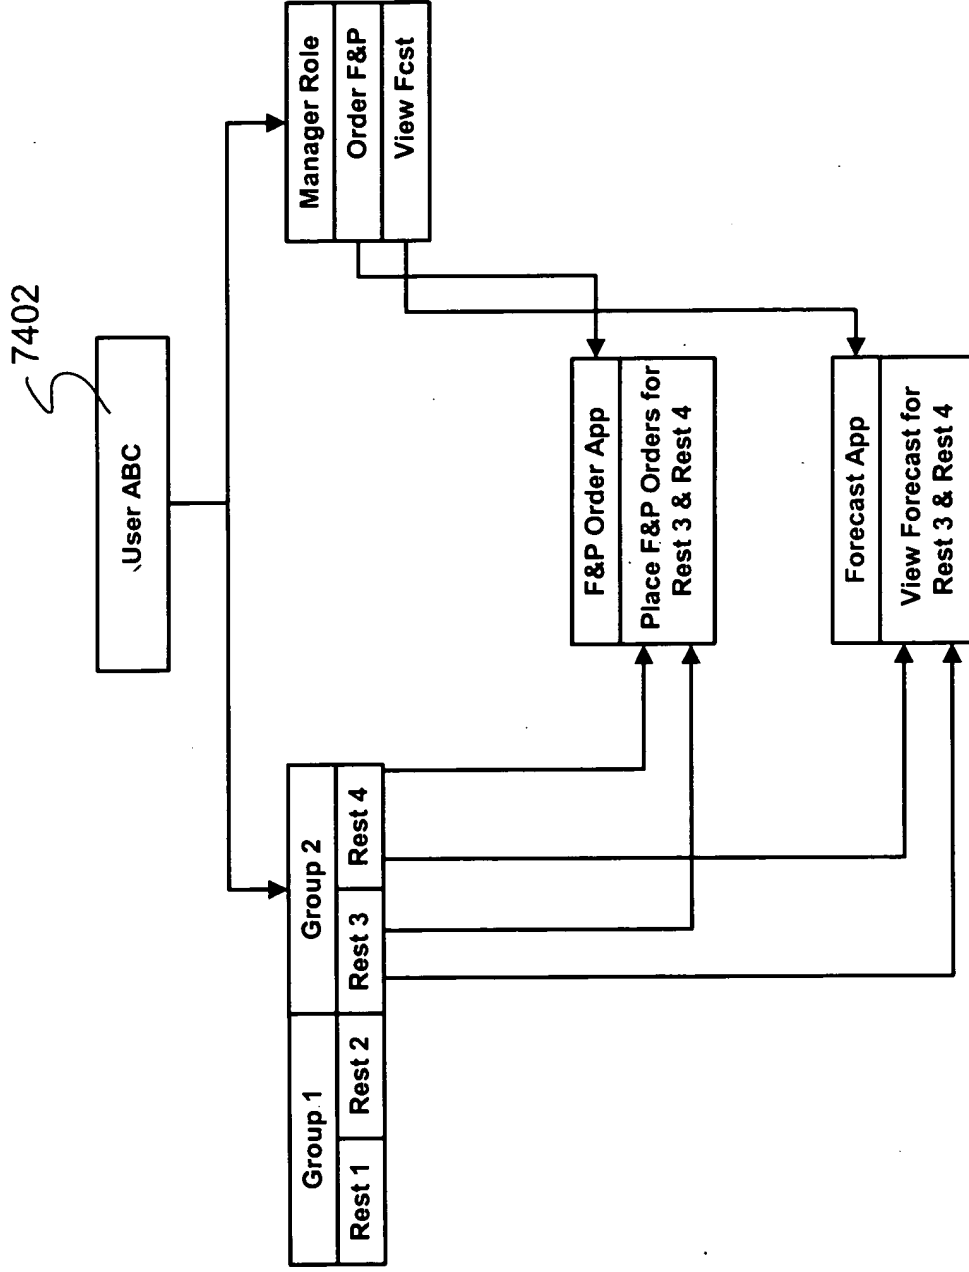 7402
User ABC
Group 1
Group 2
Rest 1
Rest 2
Rest 3
Rest 4
Manager Role
Order F&P
View Fcst
F&P Order App
Place F&P Orders for
Rest 3 & Rest 4
Forecast App
View Forecast for
Rest 3 & Rest 4